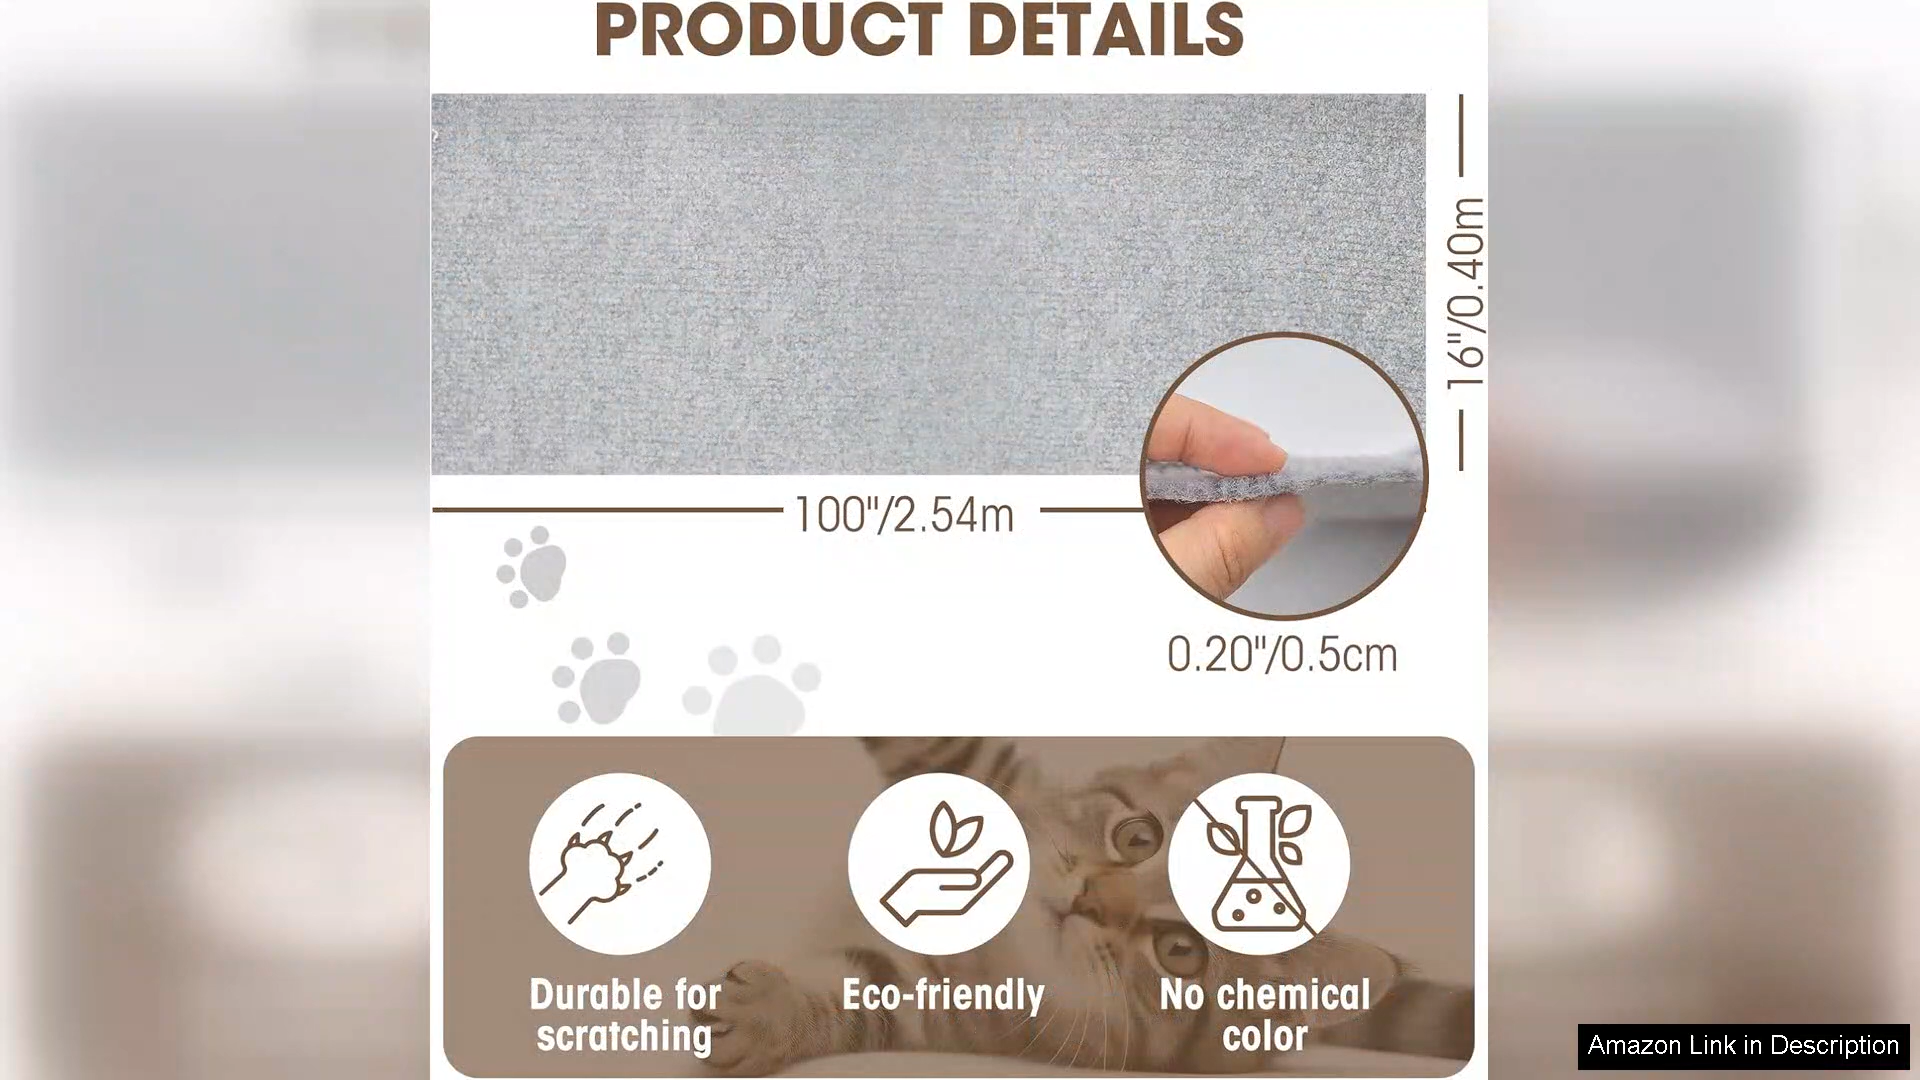 PRODUCT DETAILS
16"/0.40m
100"/2.54m
0.20"/0.5cm
Durable for
scratching
Eco-friendly
No chemical
color
Amazon Link in Description